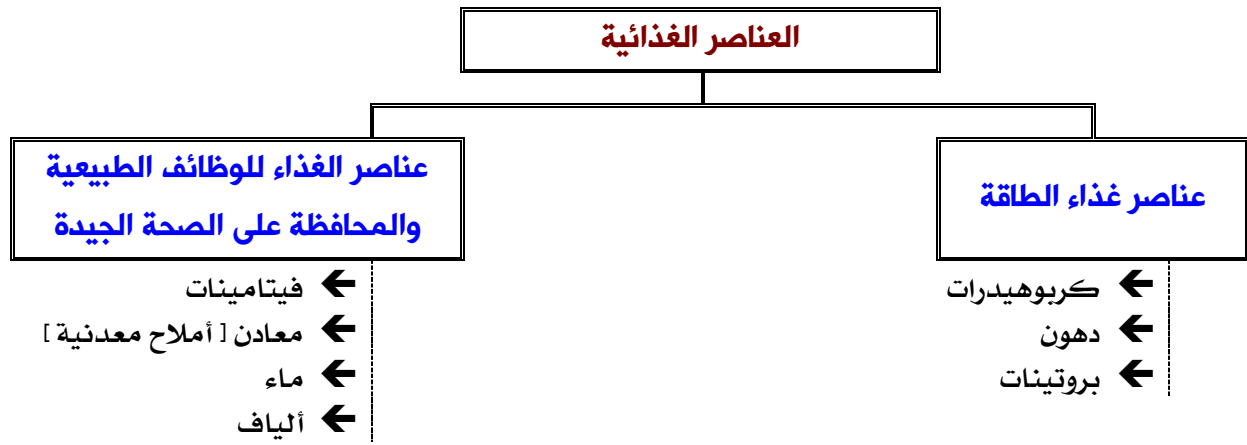 العناصر الغذائية
عناصر غذاء الطاقة
كربوهيدرات
دهون
بروتينات
عناصر الغذاء للوظائف الطبيعية
والمحافظة على الصحة الجيدة
فيتامينات
معادن [ أملاح معدنية ]
ماء
ألياف